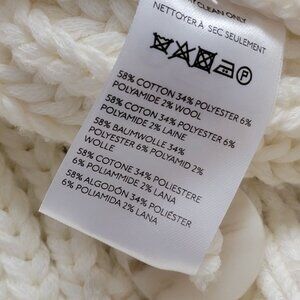 CLEAN ONLY
NETTOYER À SEC SEULEMENT
P
58% COTTON 34% POLYESTER 6%
POLYAMIDE 2% WOOL
58% COTON 34% POLYESTER 6%
POLYAMIDE 2% LAINE
58% BAUMWOLLE 34%
POLYESTER 6% POLYAMID 2%
WOLLE
58% COTONE 34% POLIESTERE
6% POLIAMMIDE 2% LANA
58% ALGODÓN 34% POLIÉSTER
6% POLIAMIDA 2% LANA